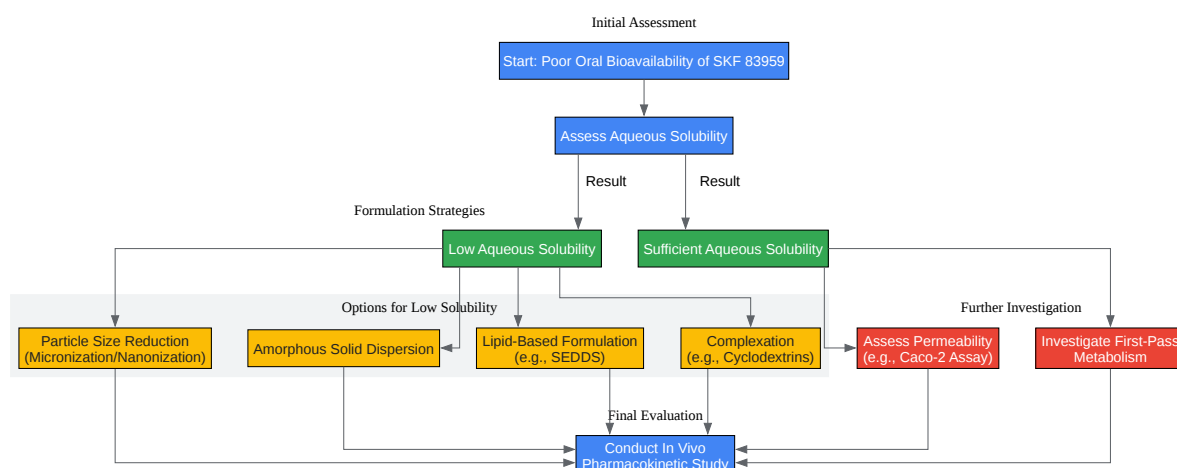 Initial Assessment
Start: Poor Oral Bioavailability of SKF 83959
Assess Aqueous Solubility
Result
Result
Formulation Strategies
Low Aqueous Solubility
Sufficient Aqueous Solubility
Options for Low Solubility
Further Investigation
Particle Size Reduction
(Micronization/Nanonization)
Amorphous Solid Dispersion
Lipid-Based Formulation
(e.g., SEDDS)
Complexation
(e.g., Cyclodextrins)
Assess Permeability
(e.g., Caco-2 Assay)
Investigate First-Pass
Metabolism
Final Evaluation
Conduct In Vivo
Pharmacokinetic Study